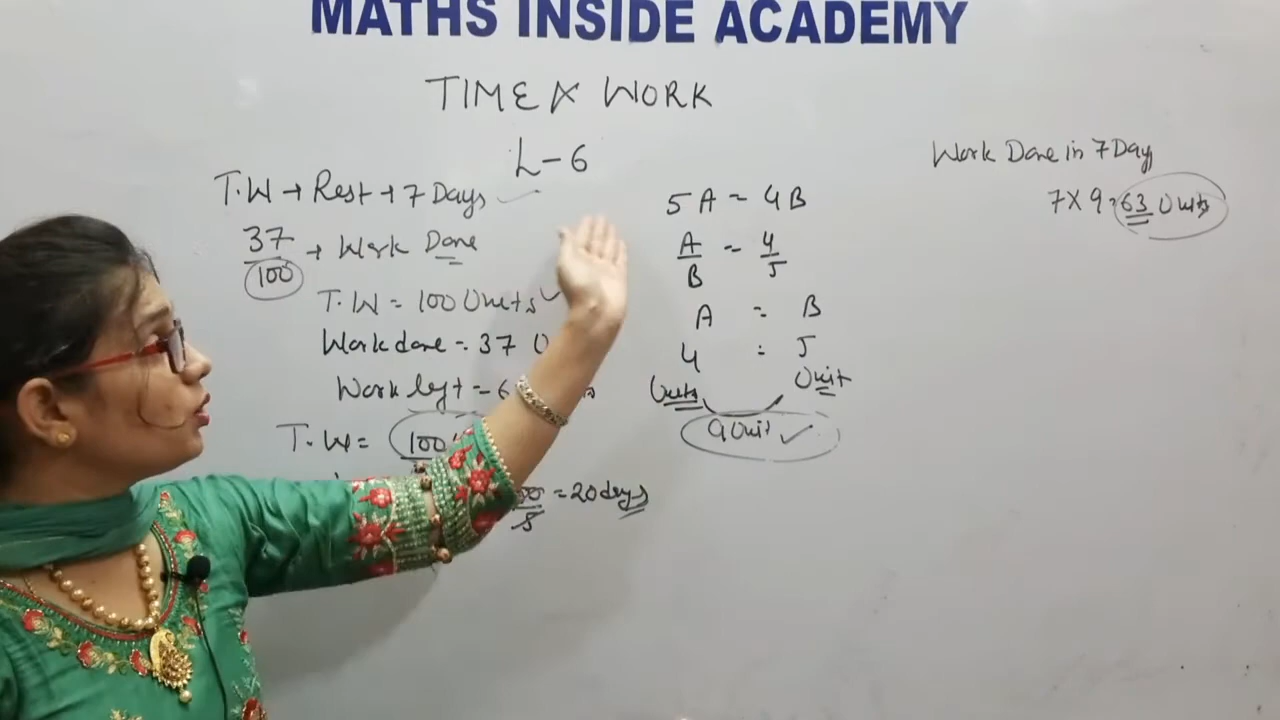 MATHS INSIDE ACADEMY
TIME & WORK
L-6
T.W → Rest → 7 Days ✓
37/100 → Work Done
T.W = 100 Units ✓
Work done = 37
Work left = 6
T.W = 100
= 20 days
5A = 4B
A/B = 4/5
A : B
4 : 5
Units Unit
9 Unit ✓
Work Done in 7 Days
7 X 9 = 63 Units